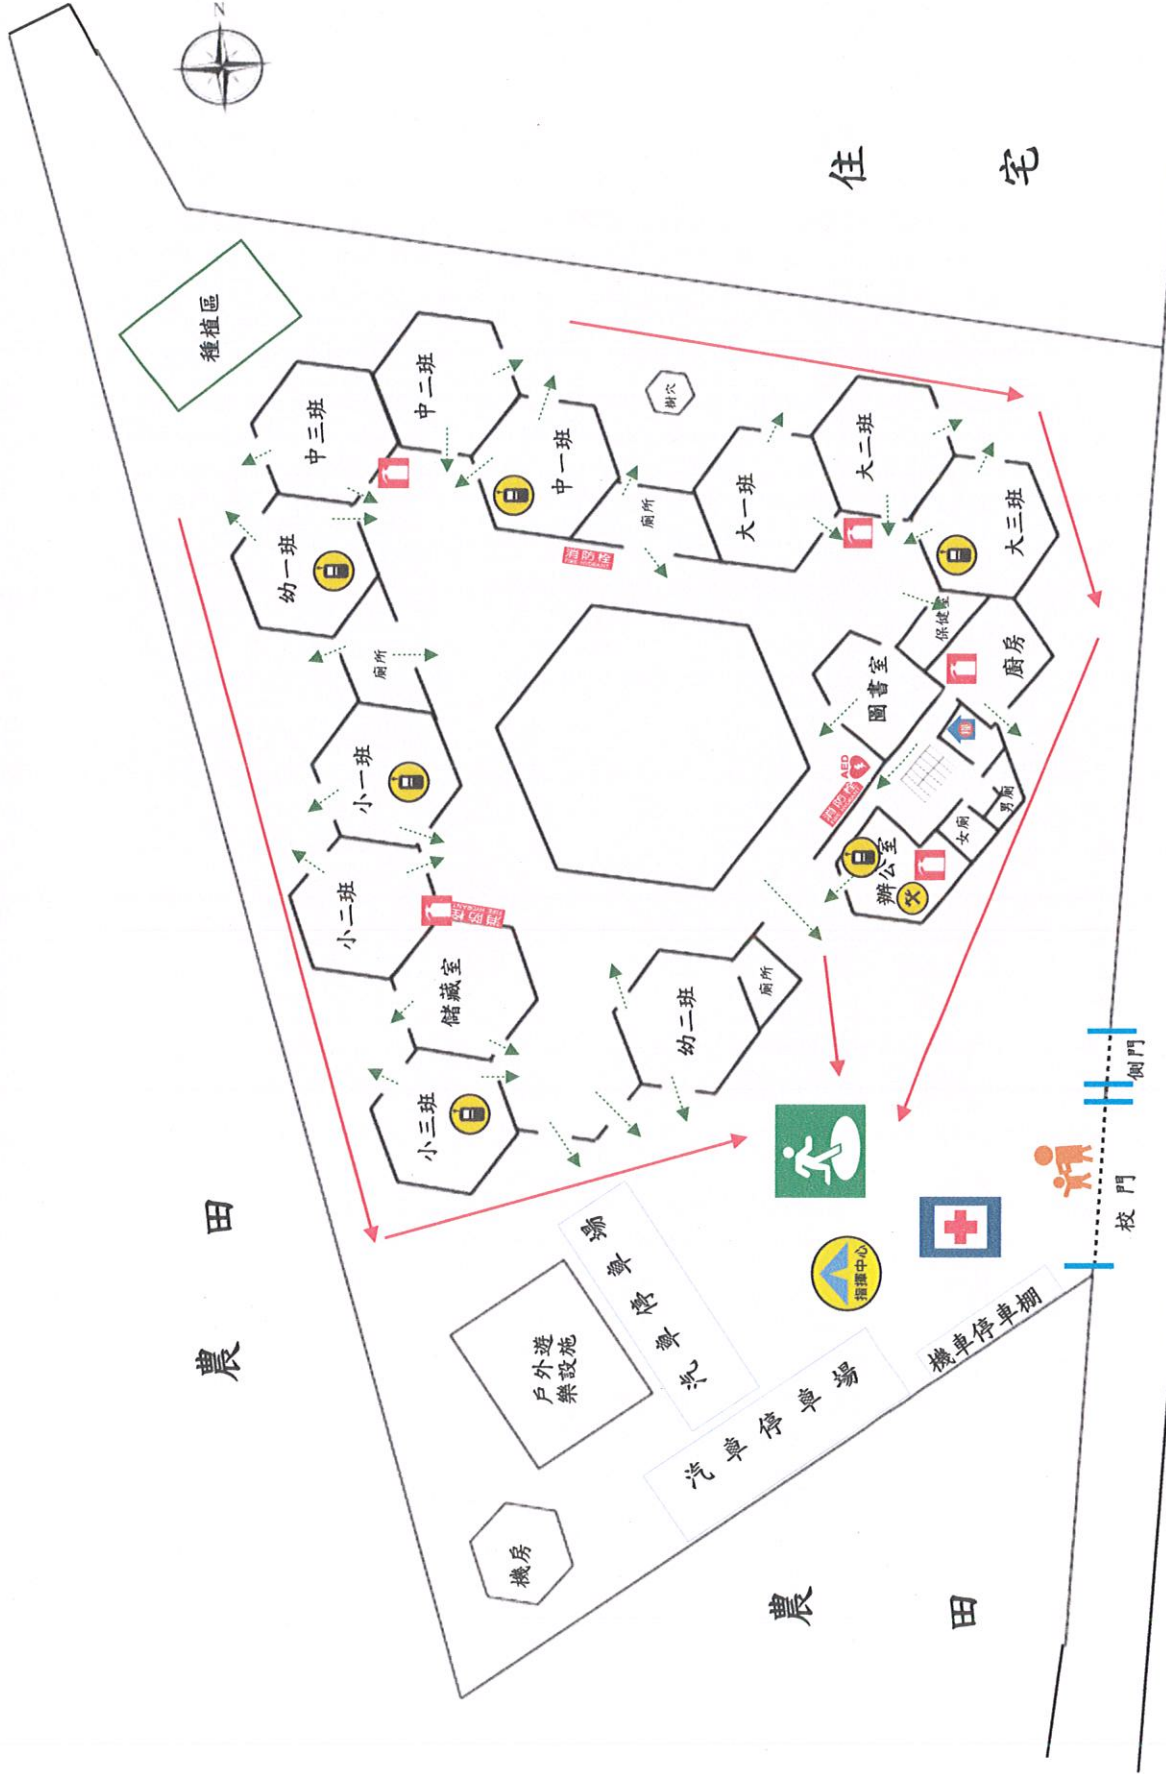 N
住宅
種植區
中三班
中二班
中一班
幼一班
樹穴
廁所
大一班
大二班
大三班
消防栓
廁所
保健室
廚房
圖書室
小一班
AED
消防栓
辦公室
女廁
男廁
小二班
消防栓
儲藏室
小三班
幼二班
廁所
側門
校門
指揮中心
農田
汽車停車場
戶外遊
樂設施
汽車停車場
機車停車棚
機房
農田